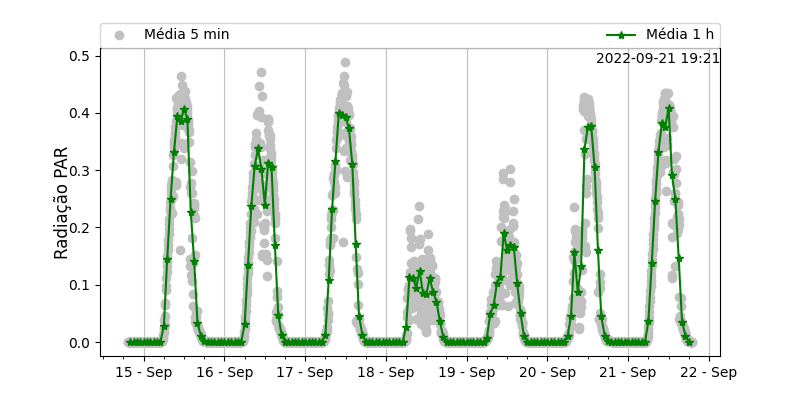 Média 5 min
Média 1 h
2022-09-21 19:21
Radiação PAR
0.5
0.4
0.3
0.2
0.1
0.0
15 - Sep
16 - Sep
17 - Sep
18 - Sep
19 - Sep
20 - Sep
21 - Sep
22 - Sep